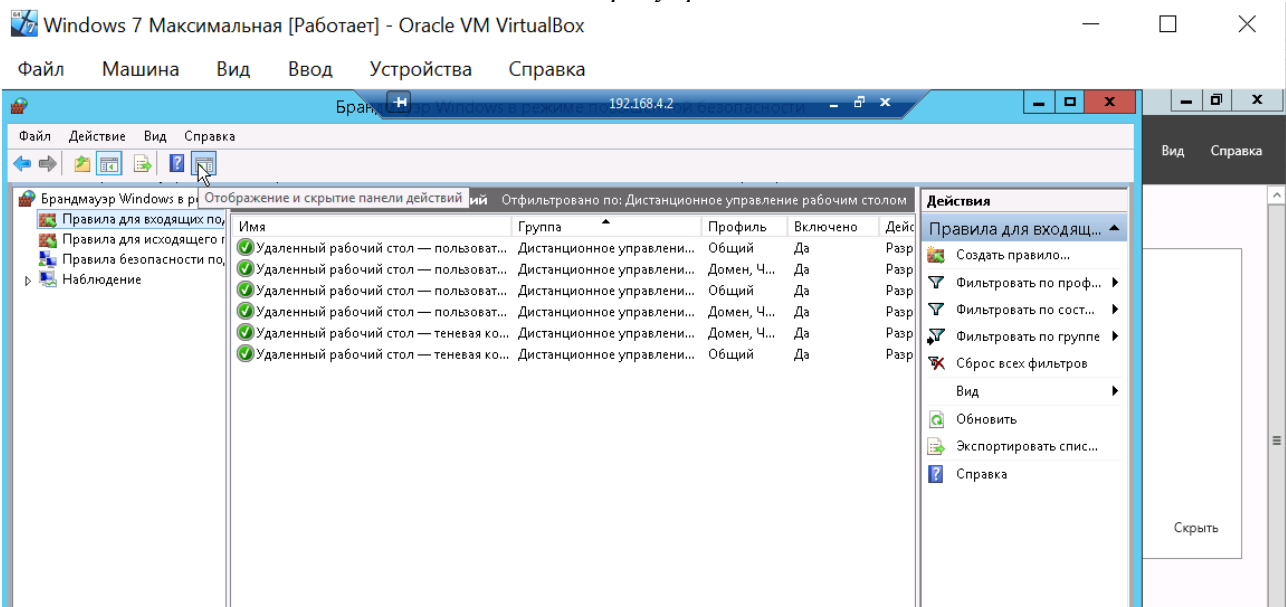 Windows 7 Максимальная [Работает] - Oracle VM VirtualBox
Файл Машина Вид Ввод Устройства Справка
Бран 192.168.4.2
Файл Действие Вид Справка
Вид Справка
Отображение и скрытие панели действий
Брандмауэр Windows в р
Правила для входящих по,
Правила для исходящего г
Правила безопасности по,
Наблюдение
ий Отфильтровано по: Дистанционное управление рабочим столом
Имя Группа Профиль Включено Дейс
Удаленный рабочий стол — пользоват... Дистанционное управлени... Общий Да Разр
Удаленный рабочий стол — пользоват... Дистанционное управлени... Домен, Ч... Да Разр
Удаленный рабочий стол — пользоват... Дистанционное управлени... Общий Да Разр
Удаленный рабочий стол — пользоват... Дистанционное управлени... Домен, Ч... Да Разр
Удаленный рабочий стол — теневая ко... Дистанционное управлени... Домен, Ч... Да Разр
Удаленный рабочий стол — теневая ко... Дистанционное управлени... Общий Да Разр
Действия
Правила для входящ...
Создать правило...
Фильтровать по проф...
Фильтровать по сост...
Фильтровать по группе
Сброс всех фильтров
Вид
Обновить
Экспортировать спис...
Справка
Скрыть